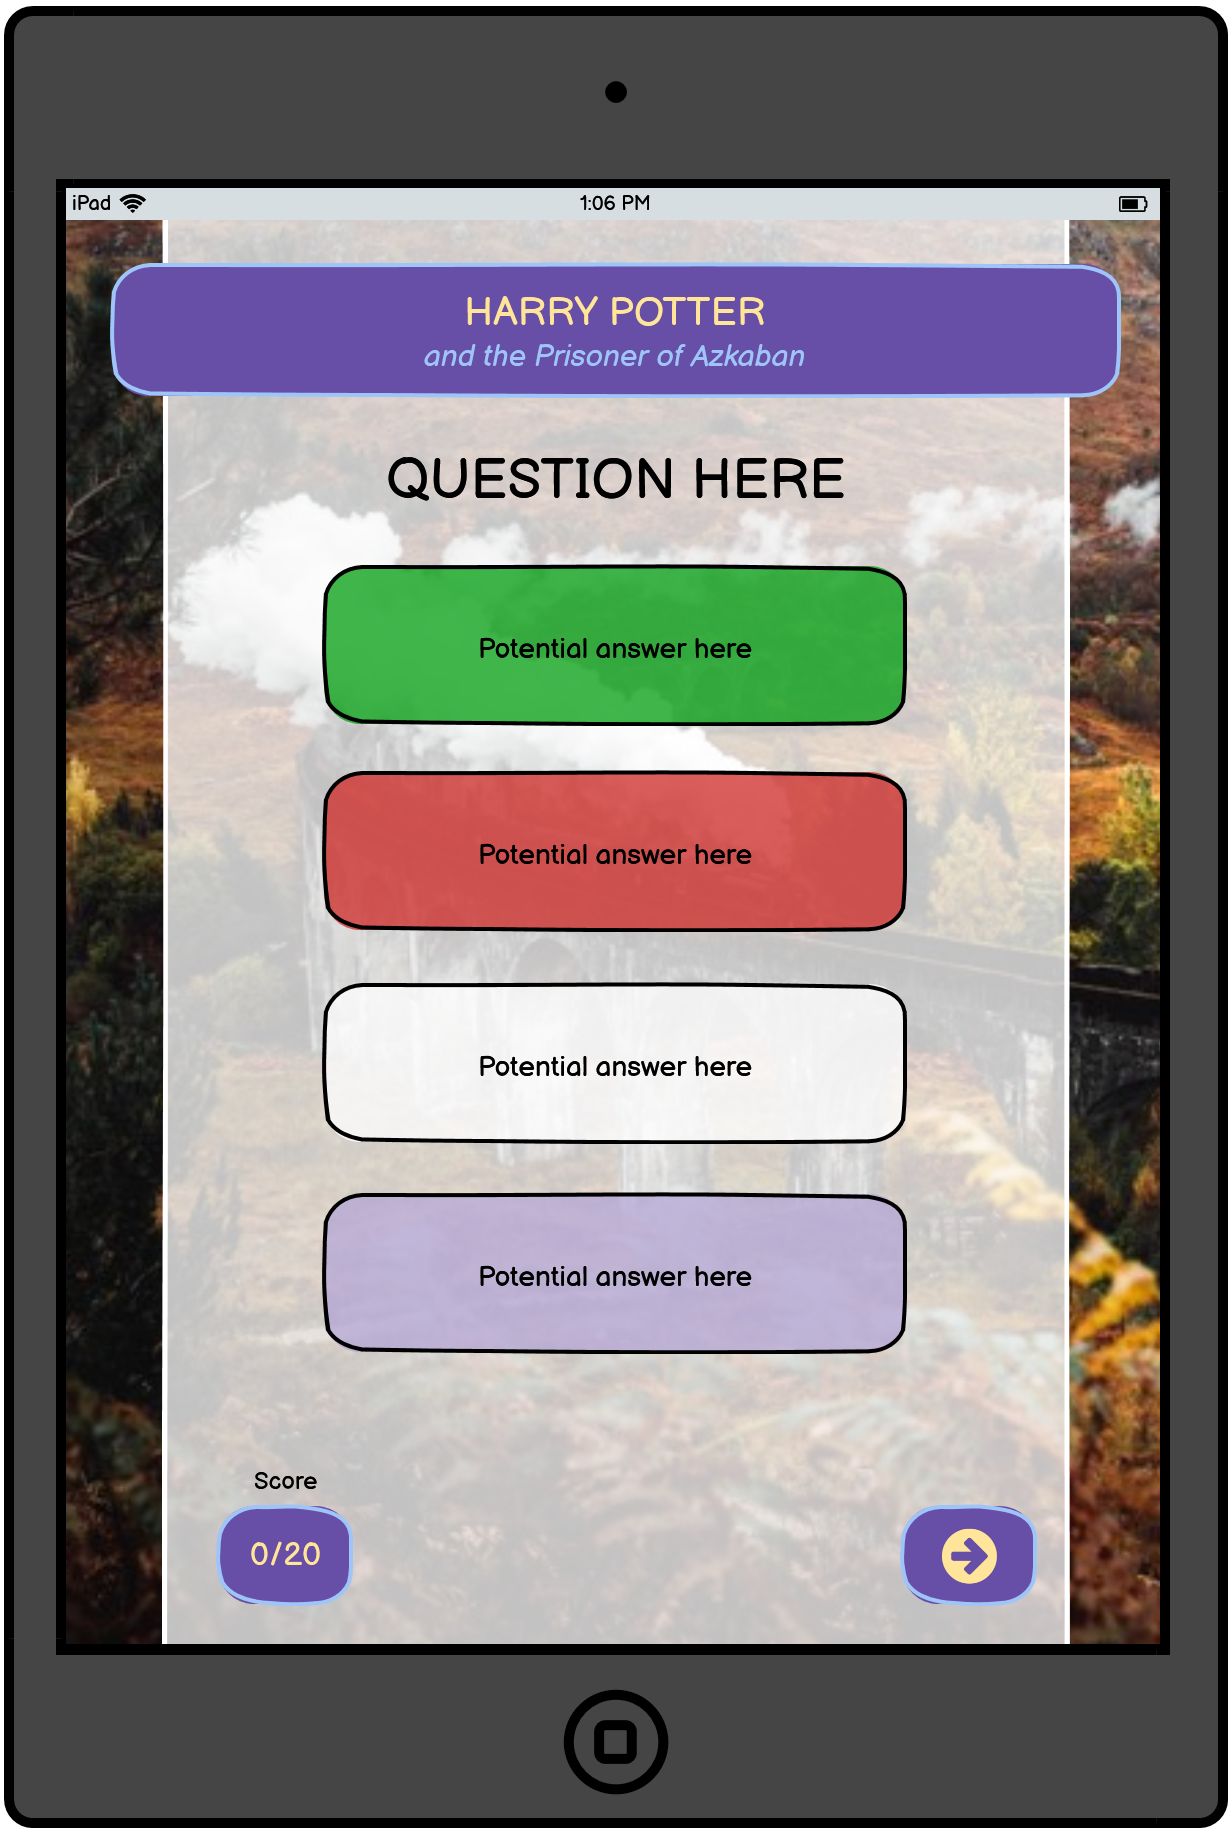 iPad
1:06 PM
HARRY POTTER
and the Prisoner of Azkaban
QUESTION HERE
Potential answer here
Potential answer here
Potential answer here
Potential answer here
Score
0/20